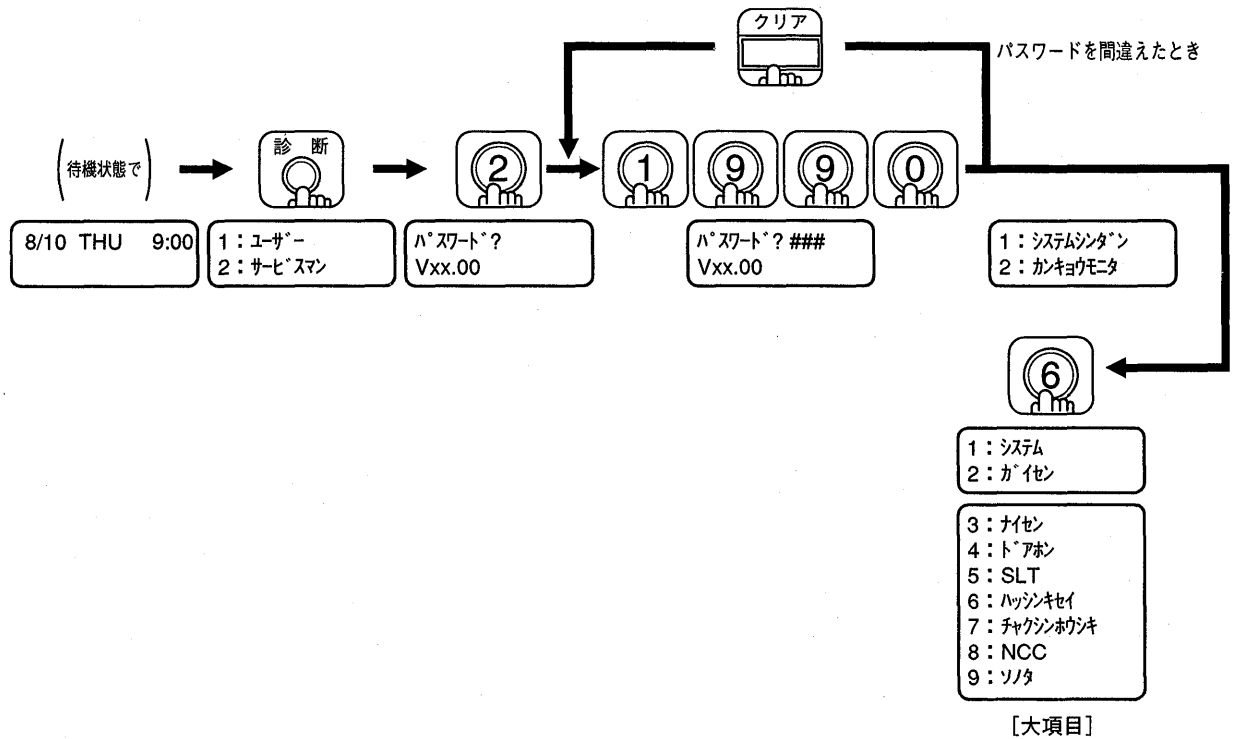 クリア
パスワードを間違えたとき
(待機状態で)
診 断
2
1
9
9
0
8/10 THU 9:00
1：ユーザー
2：サービスマン
パスワード?
Vxx.00
パスワード? ###
Vxx.00
1：システムシンダン
2：カンキョウモニタ
6
1：システム
2：ガイセン
3：ナイセン
4：ドアホン
5：SLT
6：ハッシンキセイ
7：チャクシンホウシキ
8：NCC
9：ソノタ
[大項目]